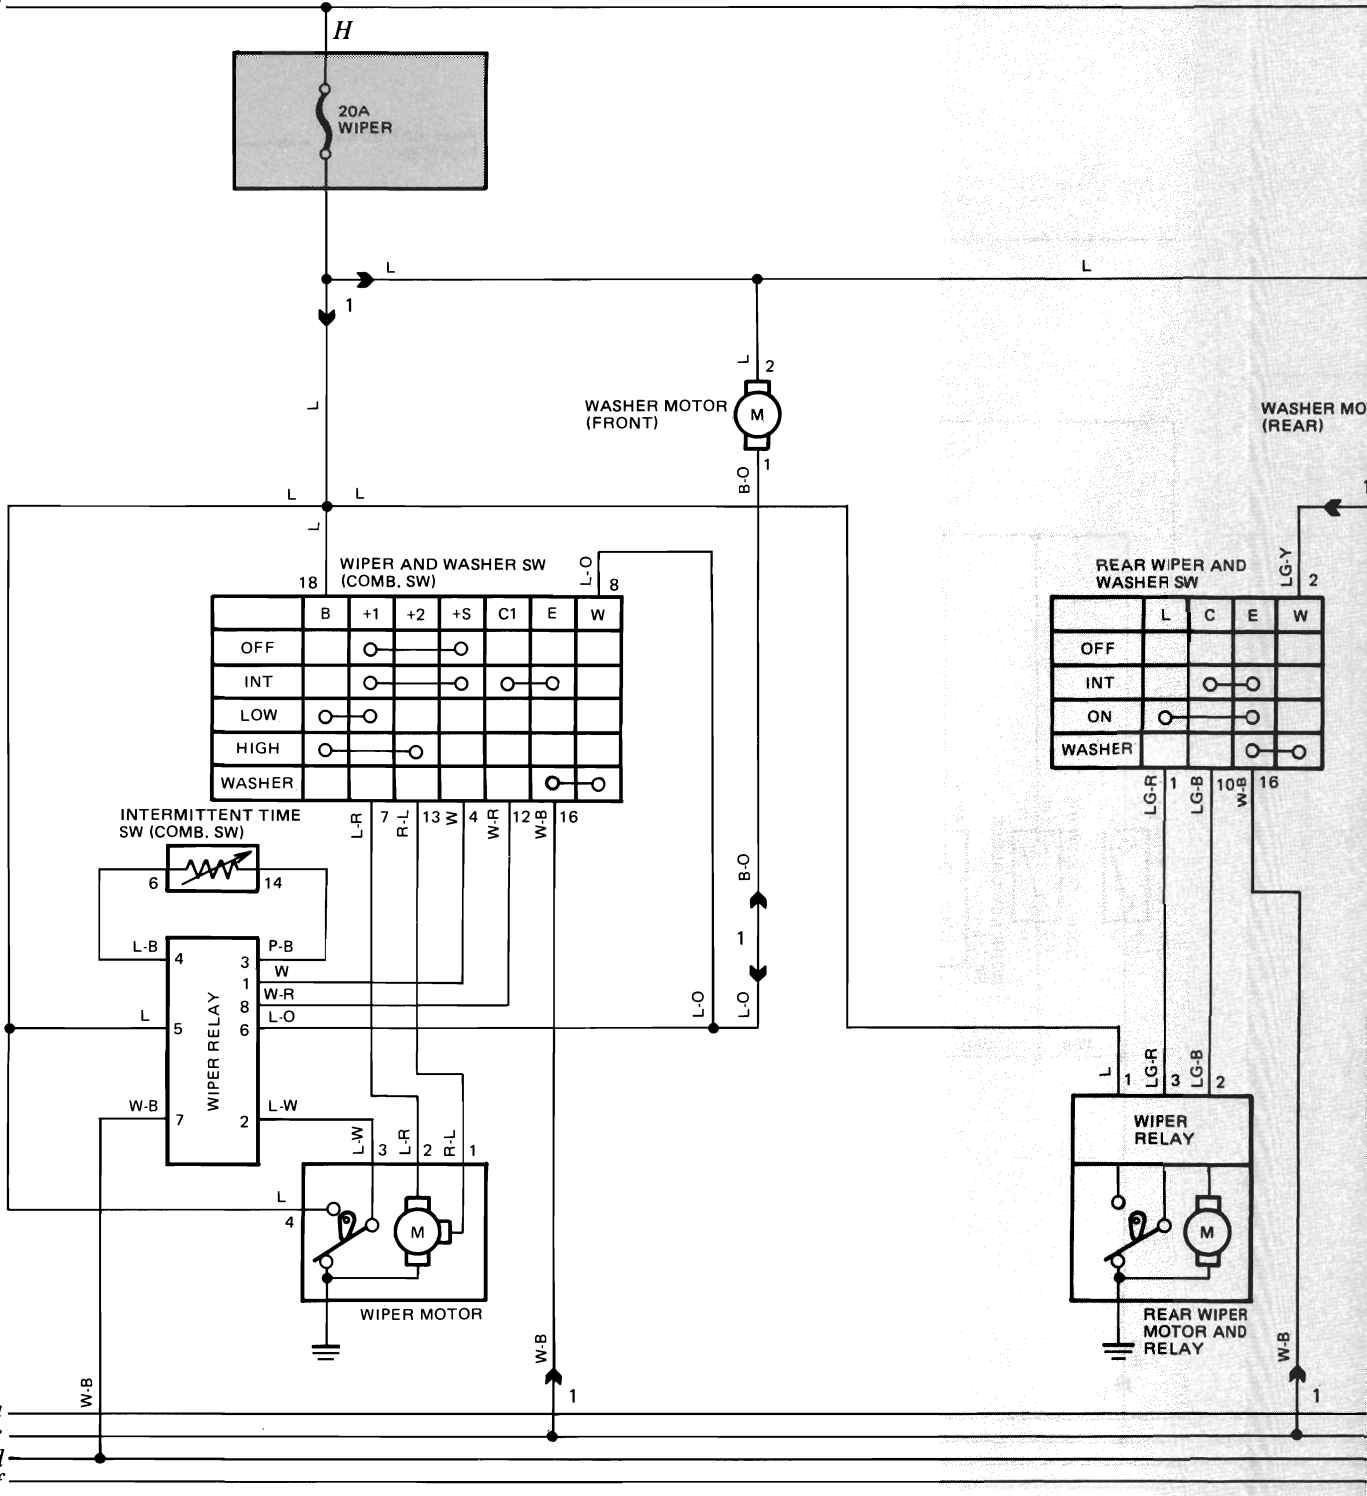 H
20A
WIPER
L
L
1
L
2
L
WASHER MOTOR
(FRONT)
M
WASHER MO
(REAR)
1
B-O
L
L
L
WIPER AND WASHER SW
(COMB. SW)
18
L-O
8
REAR WIPER AND
WASHER SW
LG-Y
2
B +1 +2 +S C1 E W
OFF
INT
LOW
HIGH
WASHER
L C E W
OFF
INT
ON
WASHER
L-R 7 R-L 13 W 4 W-R 12 W-B 16
LG-R 1 LG-B 10 W-B 16
INTERMITTENT TIME
SW (COMB. SW)
6 14
B-O
1
L-O
L-O
L-B
4
P-B
3
W
1
W-R
8
L
5
L-O
6
WIPER RELAY
W-B
7
L-W
2
L-W 3 L-R 2 R-L 1
L 1 LG-R 3 LG-B 2
WIPER
RELAY
L
4
M
M
WIPER MOTOR
REAR WIPER
MOTOR AND
RELAY
W-B
W-B
W-B
1
1